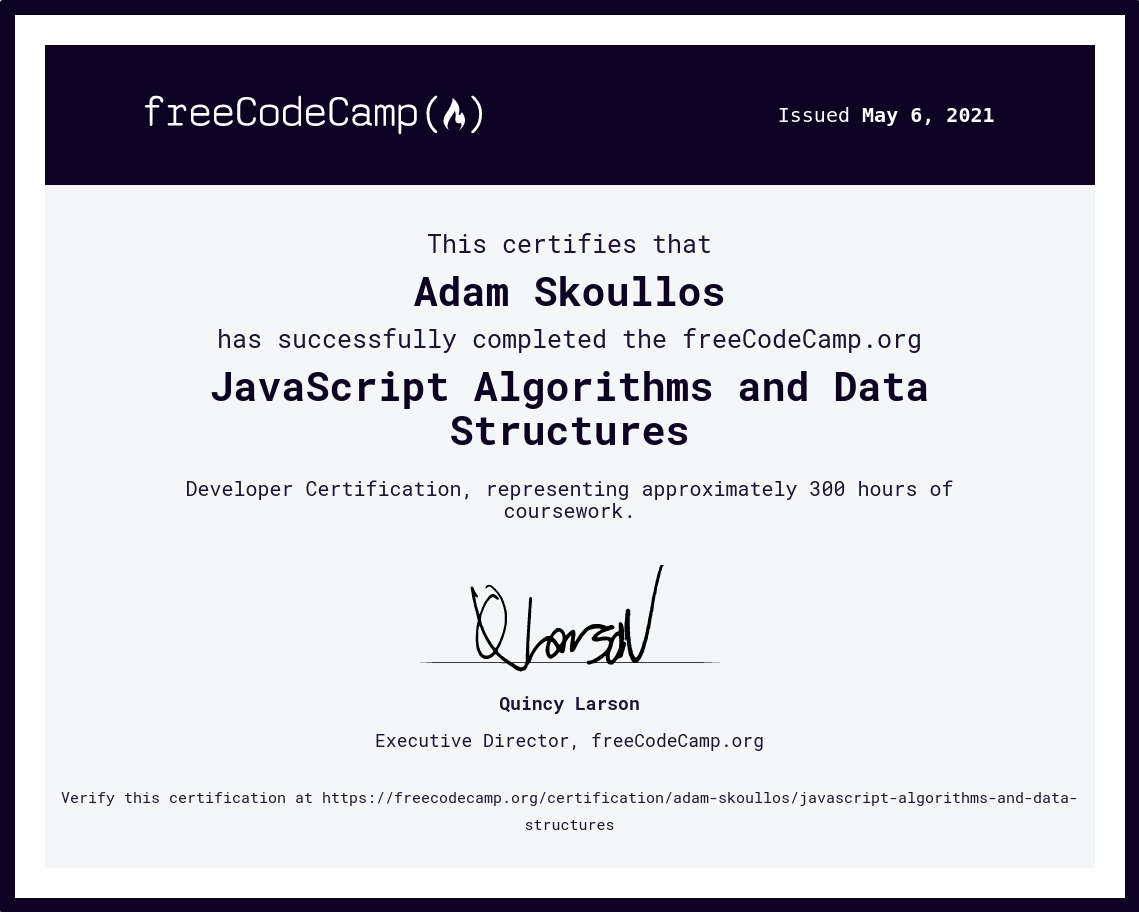 freeCodeCamp(🔥)
Issued May 6, 2021
This certifies that
Adam Skoullos
has successfully completed the freeCodeCamp.org
JavaScript Algorithms and Data
Structures
Developer Certification, representing approximately 300 hours of
coursework.
Q Larson
Quincy Larson
Executive Director, freeCodeCamp.org
Verify this certification at https://freecodecamp.org/certification/adam-skoullos/javascript-algorithms-and-data-
structures